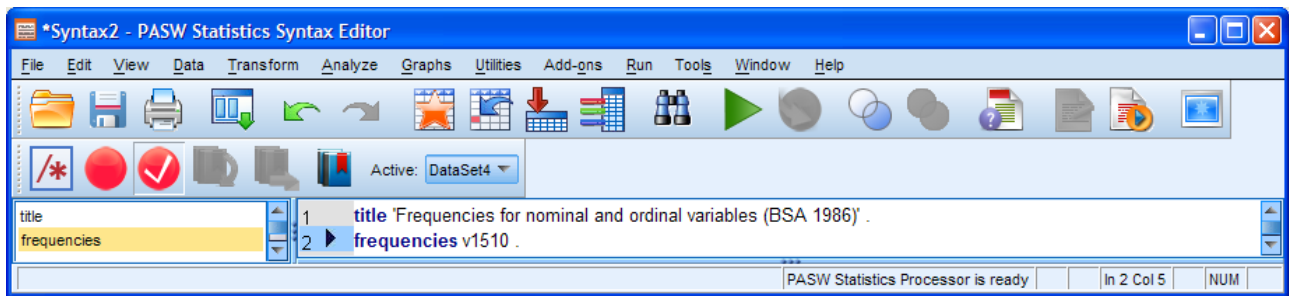 *Syntax2 - PASW Statistics Syntax Editor
File Edit View Data Transform Analyze Graphs Utilities Add-ons Run Tools Window Help
/*
Active: DataSet4
title
frequencies
1 title 'Frequencies for nominal and ordinal variables (BSA 1986)' .
2 frequencies v1510 .
PASW Statistics Processor is ready In 2 Col 5 NUM